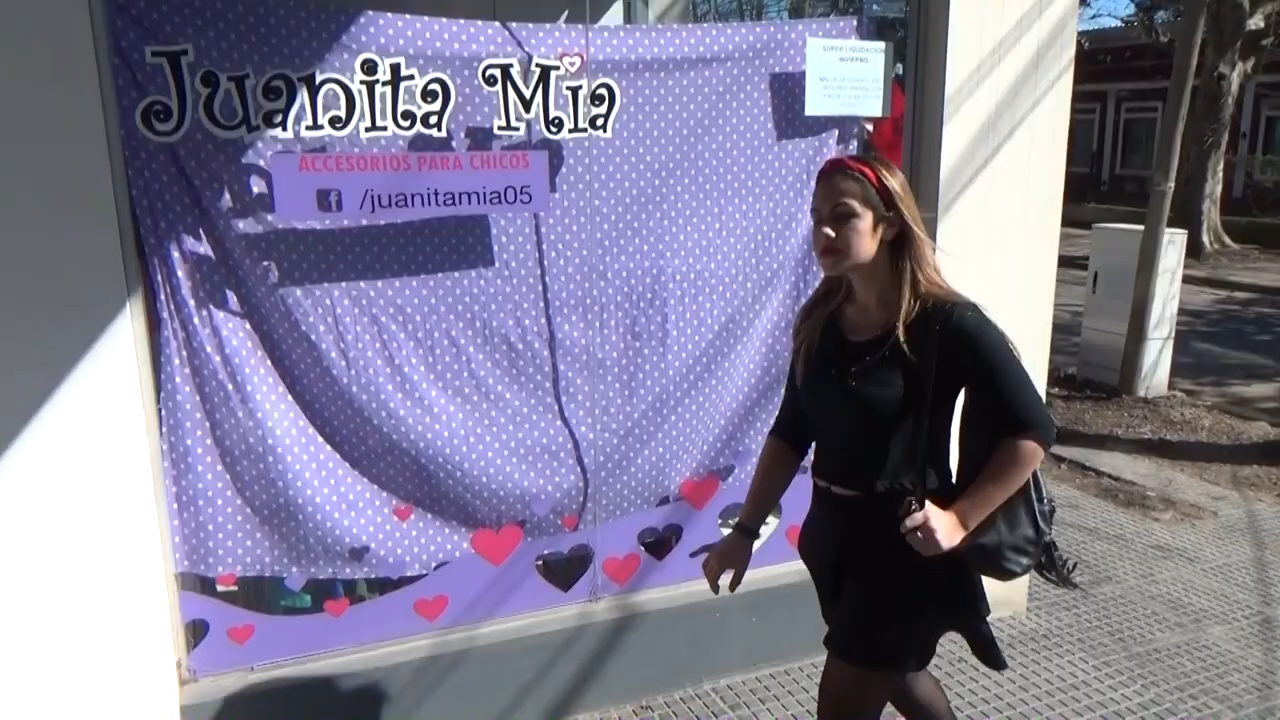 Juanita Mia
ACCESORIOS PARA CHICOS
f /juanitamia05
SUPER LIQUIDACION
INVIERNO